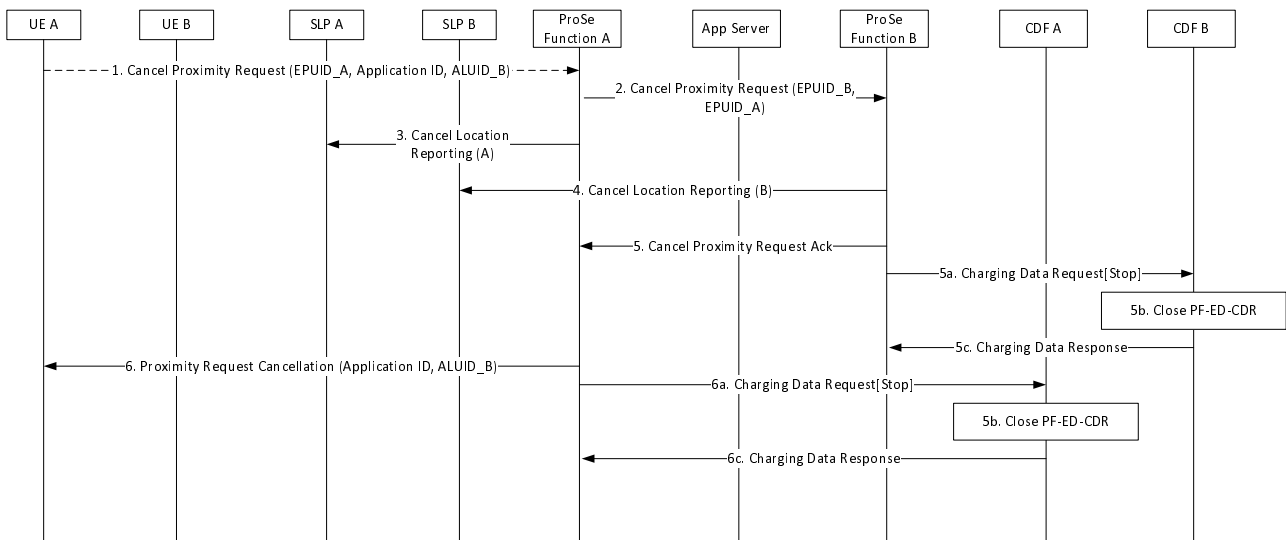 UE A
UE B
SLP A
SLP B
ProSe
Function A
App Server
ProSe
Function B
CDF A
CDF B
1. Cancel Proximity Request (EPUID_A, Application ID, ALUID_B)
2. Cancel Proximity Request (EPUID_B,
EPUID_A)
3. Cancel Location
Reporting (A)
4. Cancel Location Reporting (B)
5. Cancel Proximity Request Ack
5a. Charging Data Request[Stop]
5b. Close PF-ED-CDR
5c. Charging Data Response
6. Proximity Request Cancellation (Application ID, ALUID_B)
6a. Charging Data Request[Stop]
5b. Close PF-ED-CDR
6c. Charging Data Response